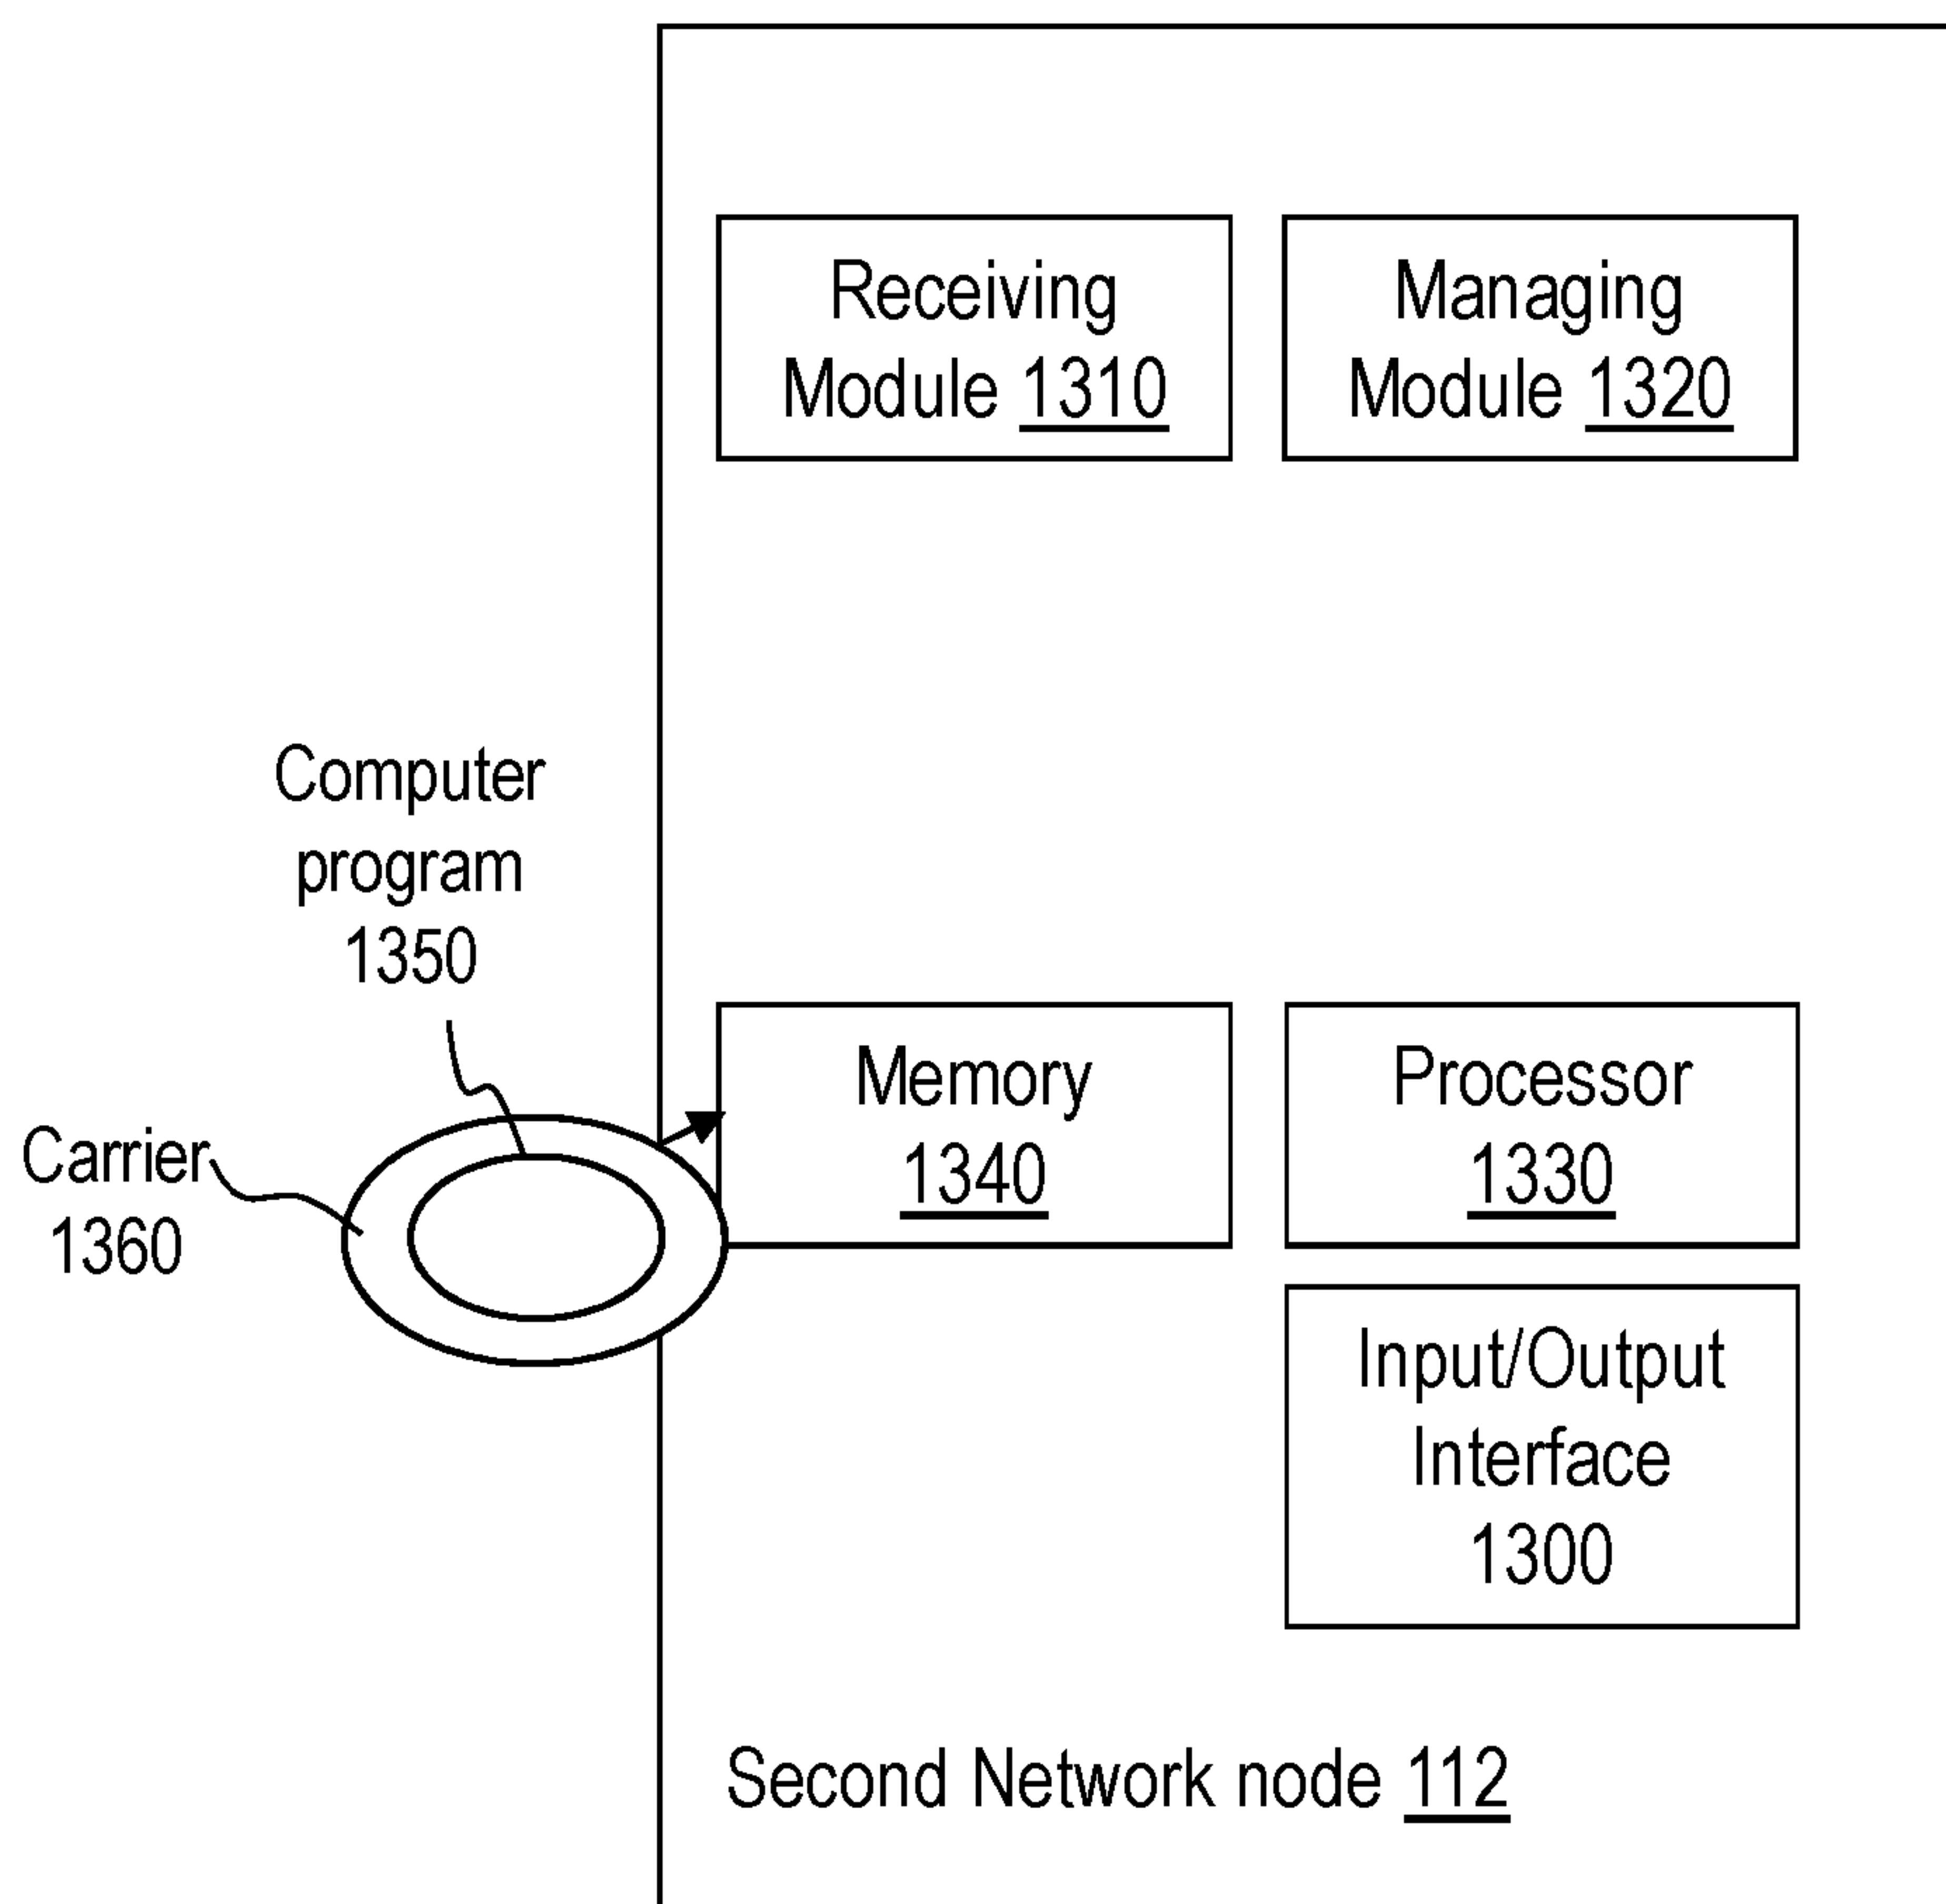 Receiving
Module 1310
Managing
Module 1320
Computer
program
1350
Carrier
1360
Memory
1340
Processor
1330
Input/Output
Interface
1300
Second Network node 112